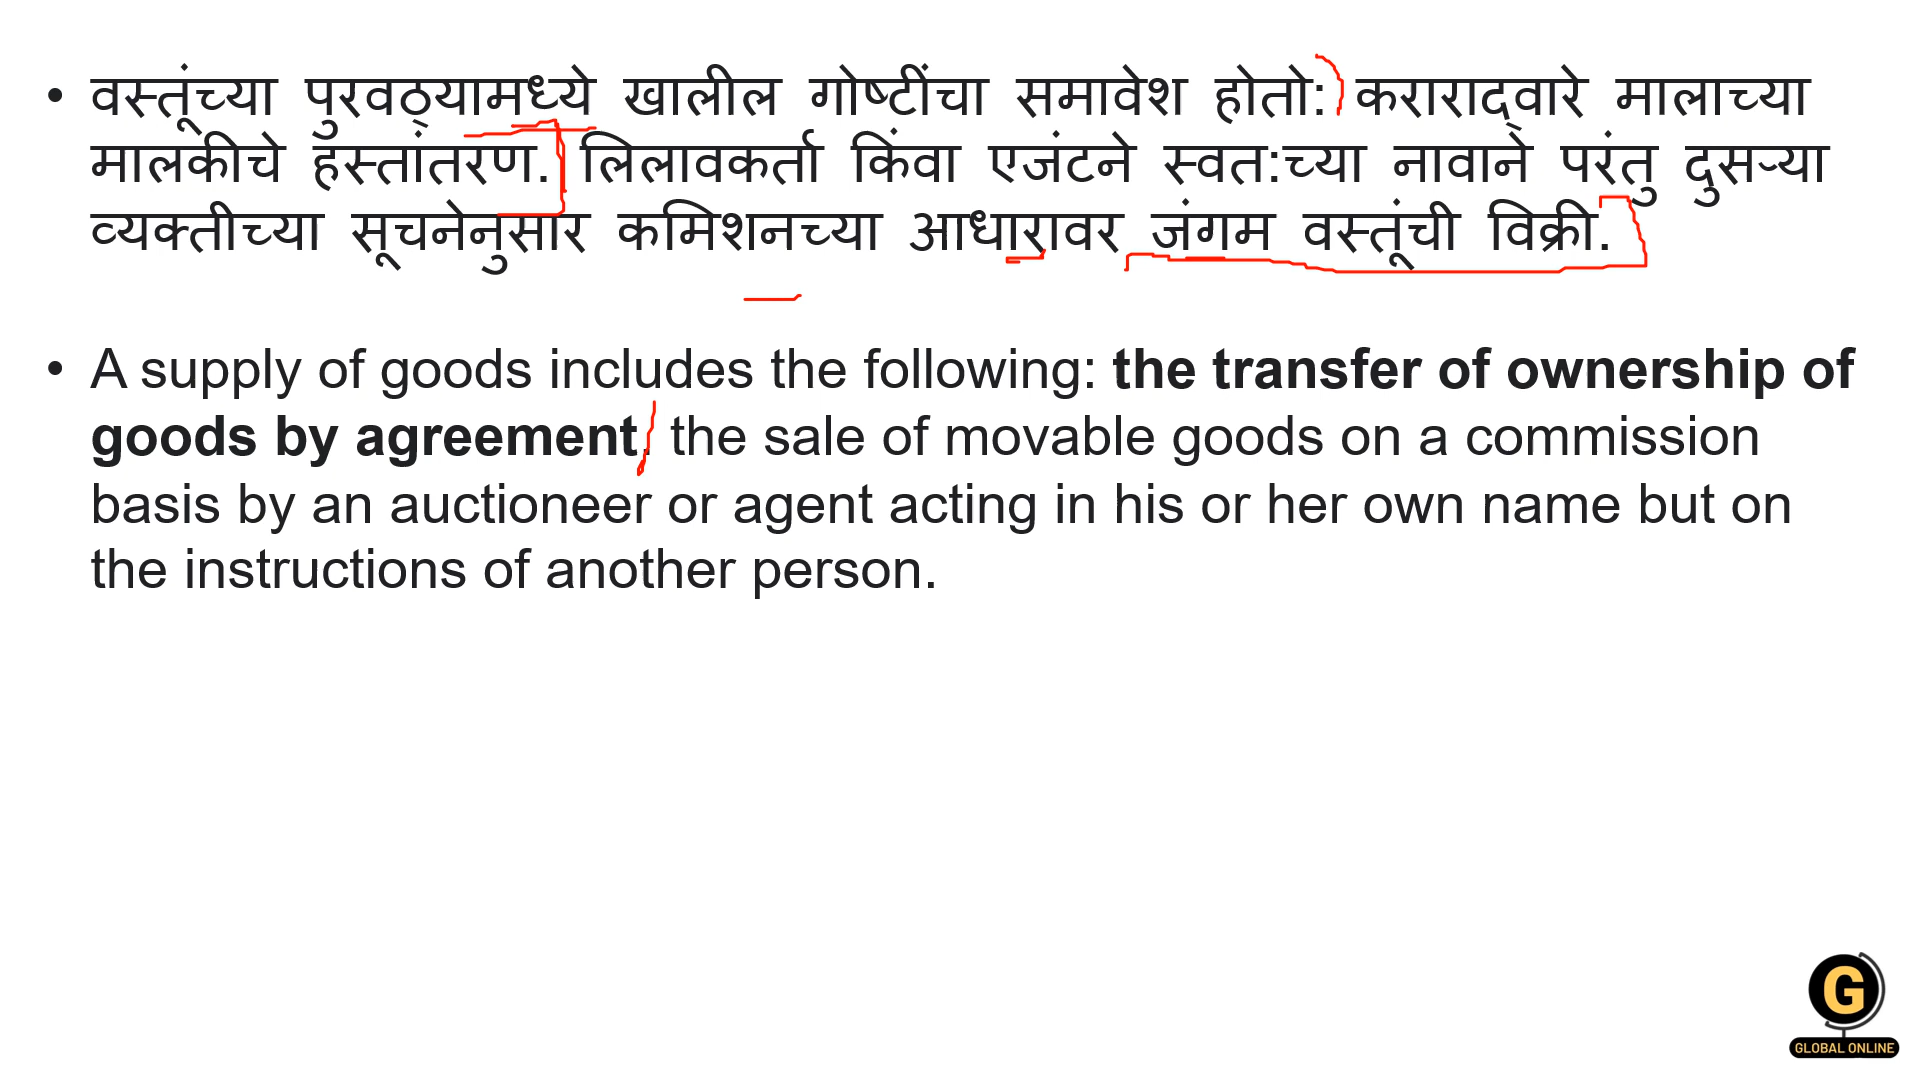 • वस्तूंच्या पुरवठ्यामध्ये खालील गोष्टींचा समावेश होतो: कराराद्वारे मालाच्या
मालकीचे हस्तांतरण. लिलावकर्ता किंवा एजंटने स्वत:च्या नावाने परंतु दुसऱ्या
व्यक्तीच्या सूचनेनुसार कमिशनच्या आधारावर जंगम वस्तूंची विक्री.
• A supply of goods includes the following: the transfer of ownership of
goods by agreement. the sale of movable goods on a commission
basis by an auctioneer or agent acting in his or her own name but on
the instructions of another person.
G
GLOBAL ONLINE